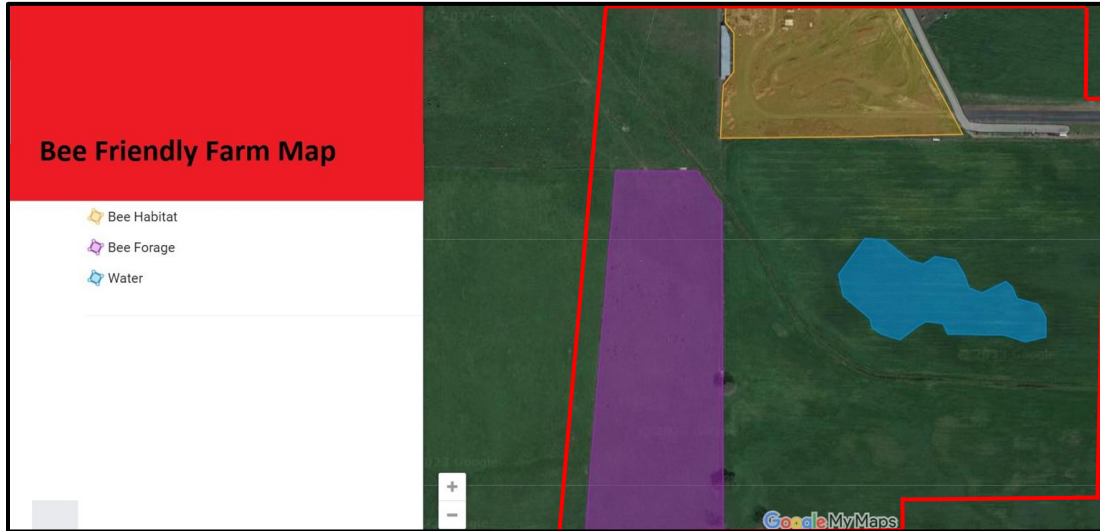 Bee Friendly Farm Map
Bee Habitat
Bee Forage
Water
+
−
Google My Maps